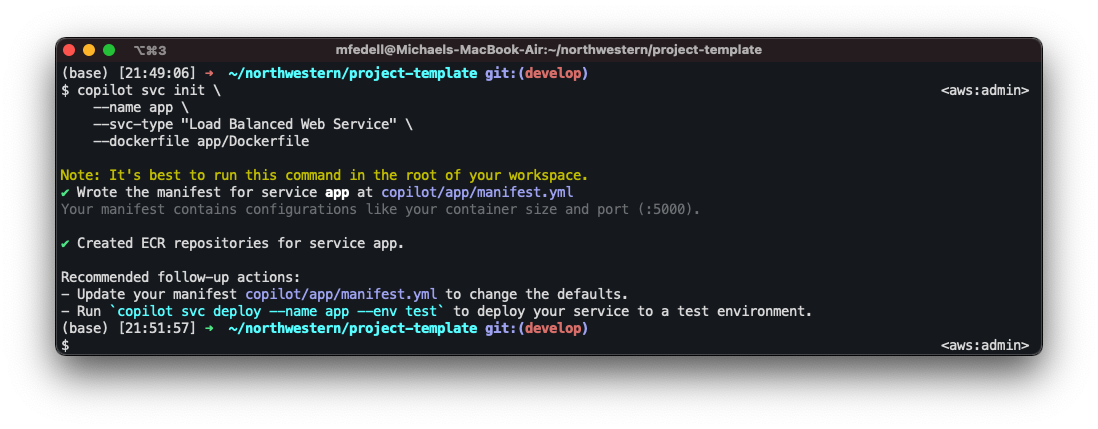 ⌥⌘3 mfedell@Michaels-MacBook-Air:~/northwestern/project-template
(base) [21:49:06] → ~/northwestern/project-template git:(develop)
$ copilot svc init \ <aws:admin>
--name app \
--svc-type "Load Balanced Web Service" \
--dockerfile app/Dockerfile
Note: It's best to run this command in the root of your workspace.
✔ Wrote the manifest for service app at copilot/app/manifest.yml
Your manifest contains configurations like your container size and port (:5000).
✔ Created ECR repositories for service app.
Recommended follow-up actions:
- Update your manifest copilot/app/manifest.yml to change the defaults.
- Run `copilot svc deploy --name app --env test` to deploy your service to a test environment.
(base) [21:51:57] → ~/northwestern/project-template git:(develop)
$ <aws:admin>